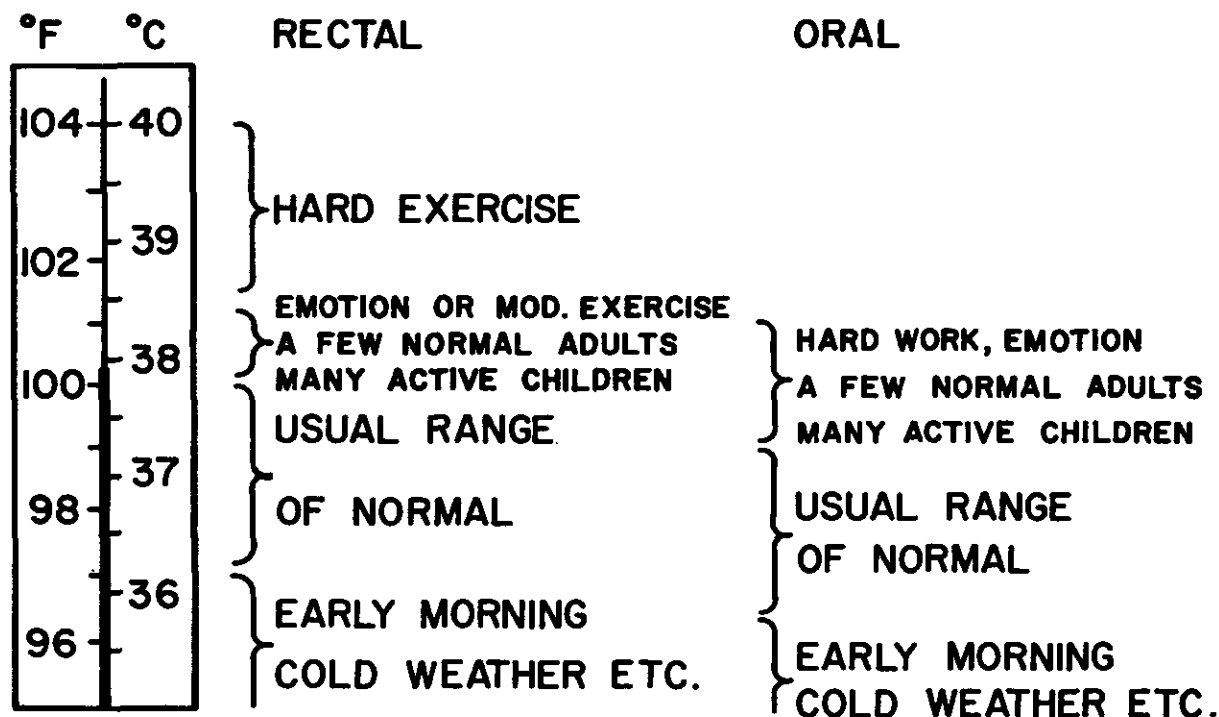 °F °C RECTAL ORAL
104 40
HARD EXERCISE
39
102
EMOTION OR MOD. EXERCISE
A FEW NORMAL ADULTS
MANY ACTIVE CHILDREN
HARD WORK, EMOTION
A FEW NORMAL ADULTS
MANY ACTIVE CHILDREN
38
100
USUAL RANGE
OF NORMAL
37
98
USUAL RANGE
OF NORMAL
36
EARLY MORNING
COLD WEATHER ETC.
96
EARLY MORNING
COLD WEATHER ETC.